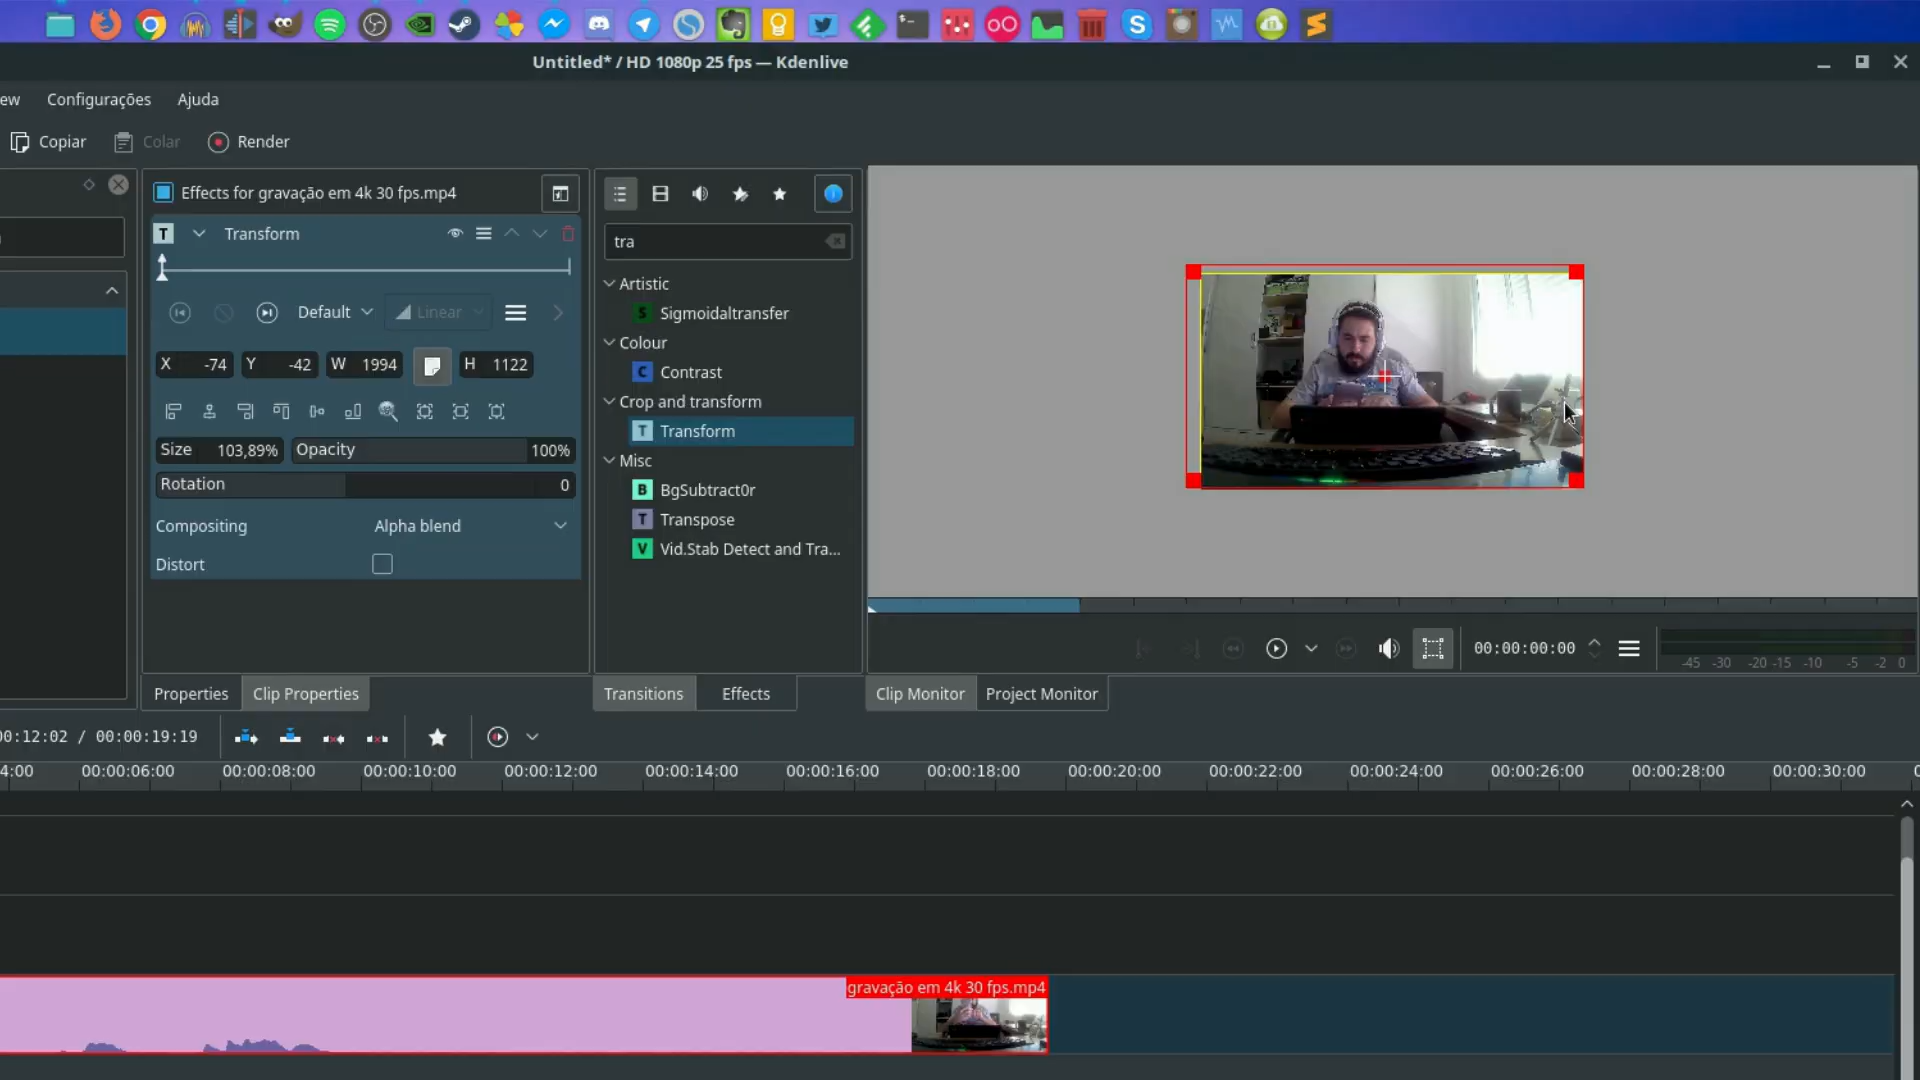 Untitled* / HD 1080p 25 fps — Kdenlive
ew Configurações Ajuda
Copiar Colar Render
Effects for gravação em 4k 30 fps.mp4
T Transform
Default Linear
X -74 Y -42 W 1994 H 1122
Size 103,89% Opacity 100%
Rotation 0
Compositing Alpha blend
Distort
tra
Artistic
S Sigmoidaltransfer
Colour
C Contrast
Crop and transform
T Transform
Misc
B BgSubtract0r
T Transpose
V Vid.Stab Detect and Tra...
00:00:00:00
-45 -30 -20 -15 -10 -5 -2 0
Properties Clip Properties
Transitions Effects
Clip Monitor Project Monitor
00:12:02 / 00:00:19:19
4:00 00:00:06:00 00:00:08:00 00:00:10:00 00:00:12:00 00:00:14:00 00:00:16:00 00:00:18:00 00:00:20:00 00:00:22:00 00:00:24:00 00:00:26:00 00:00:28:00 00:00:30:00
gravação em 4k 30 fps.mp4